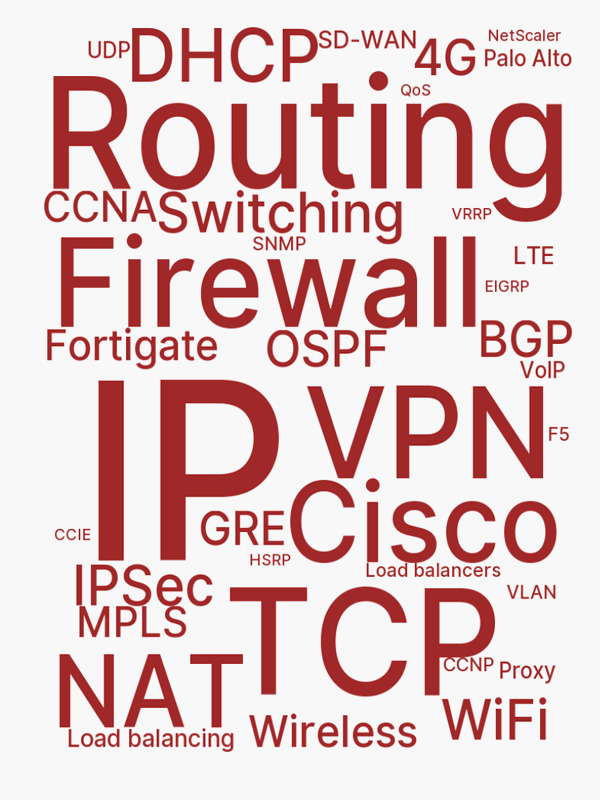 UDP DHCP SD-WAN 4G NetScaler
Palo Alto
QoS
Routing
CCNA Switching VRRP
SNMP
Firewall LTE
EIGRP
Fortigate OSPF BGP
VoIP
IP VPN F5
CCIE GRE Cisco
HSRP
Load balancers
IPSec VLAN
MPLS TCP
CCNP Proxy
NAT WiFi
Load balancing Wireless